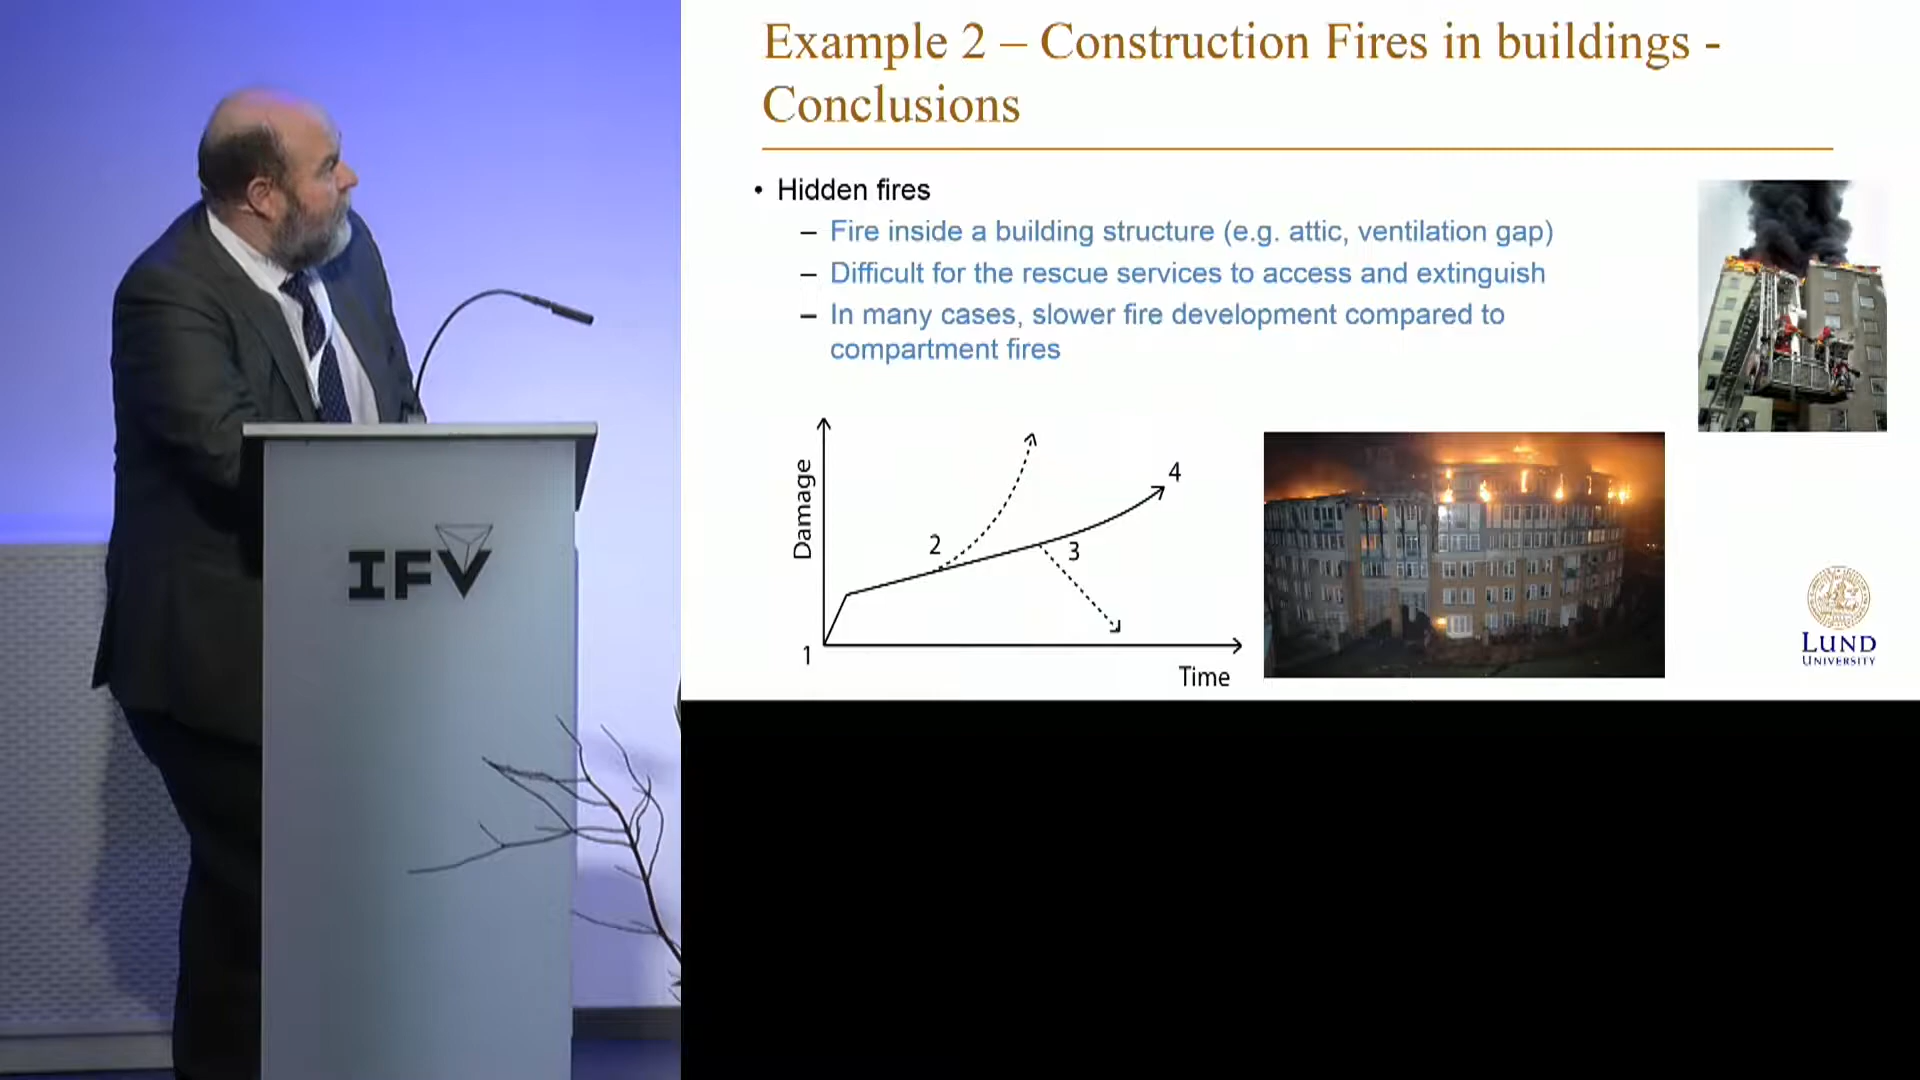 Example 2 – Construction Fires in buildings -
Conclusions
• Hidden fires
– Fire inside a building structure (e.g. attic, ventilation gap)
– Difficult for the rescue services to access and extinguish
– In many cases, slower fire development compared to
compartment fires
Damage
1
2
3
4
Time
LUND
UNIVERSITY
IFV